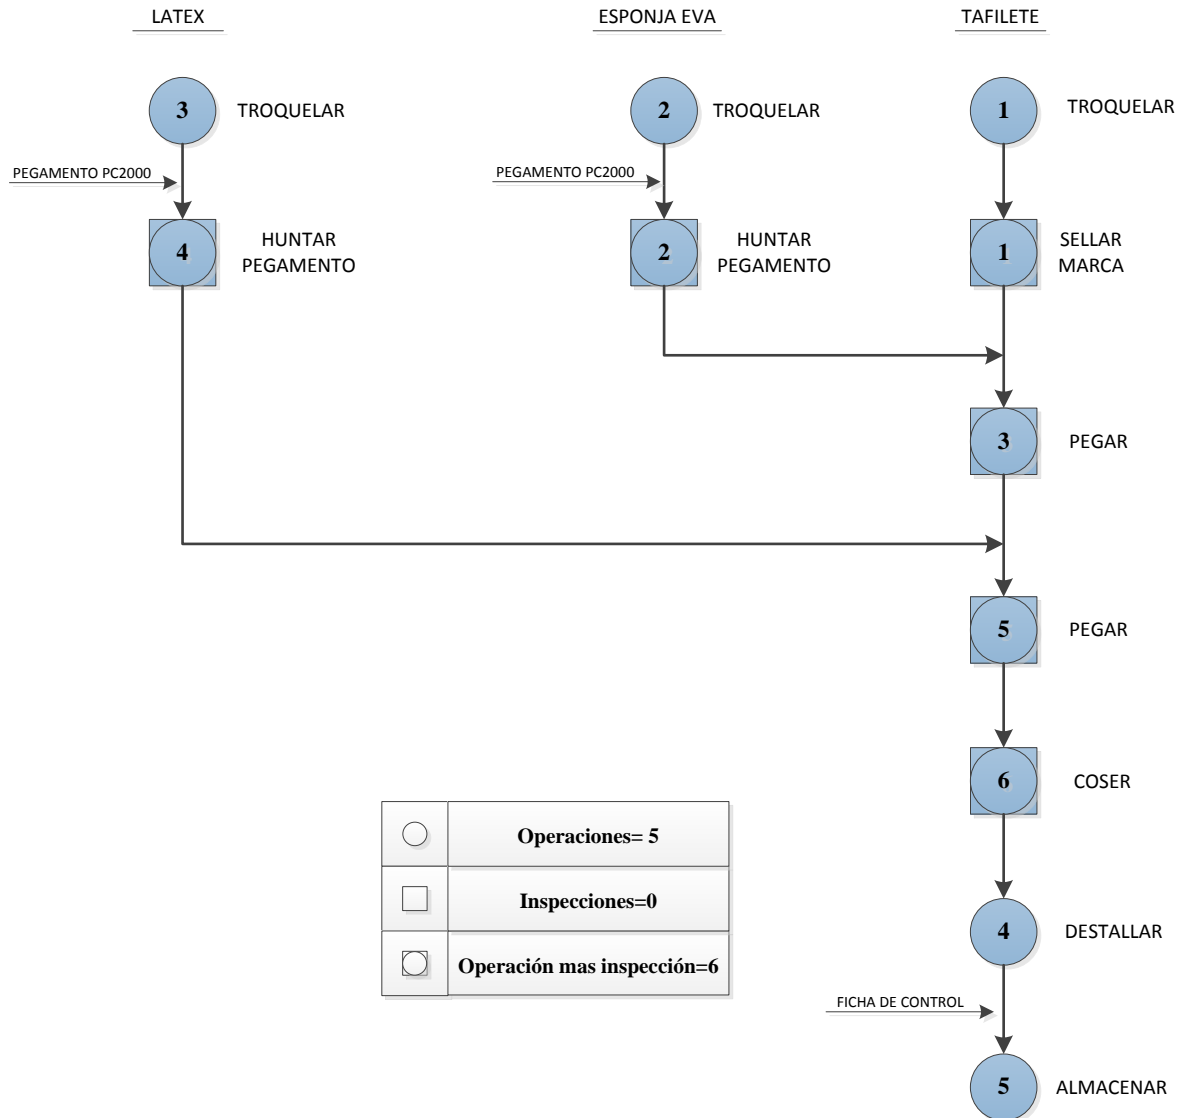 LATEX
ESPONJA EVA
TAFILETE
3
TROQUELAR
2
TROQUELAR
1
TROQUELAR
PEGAMENTO PC2000
PEGAMENTO PC2000
4
HUNTAR
PEGAMENTO
2
HUNTAR
PEGAMENTO
1
SELLAR
MARCA
3
PEGAR
5
PEGAR
6
COSER
Operaciones= 5
Inspecciones=0
Operación mas inspección=6
4
DESTALLAR
FICHA DE CONTROL
5
ALMACENAR